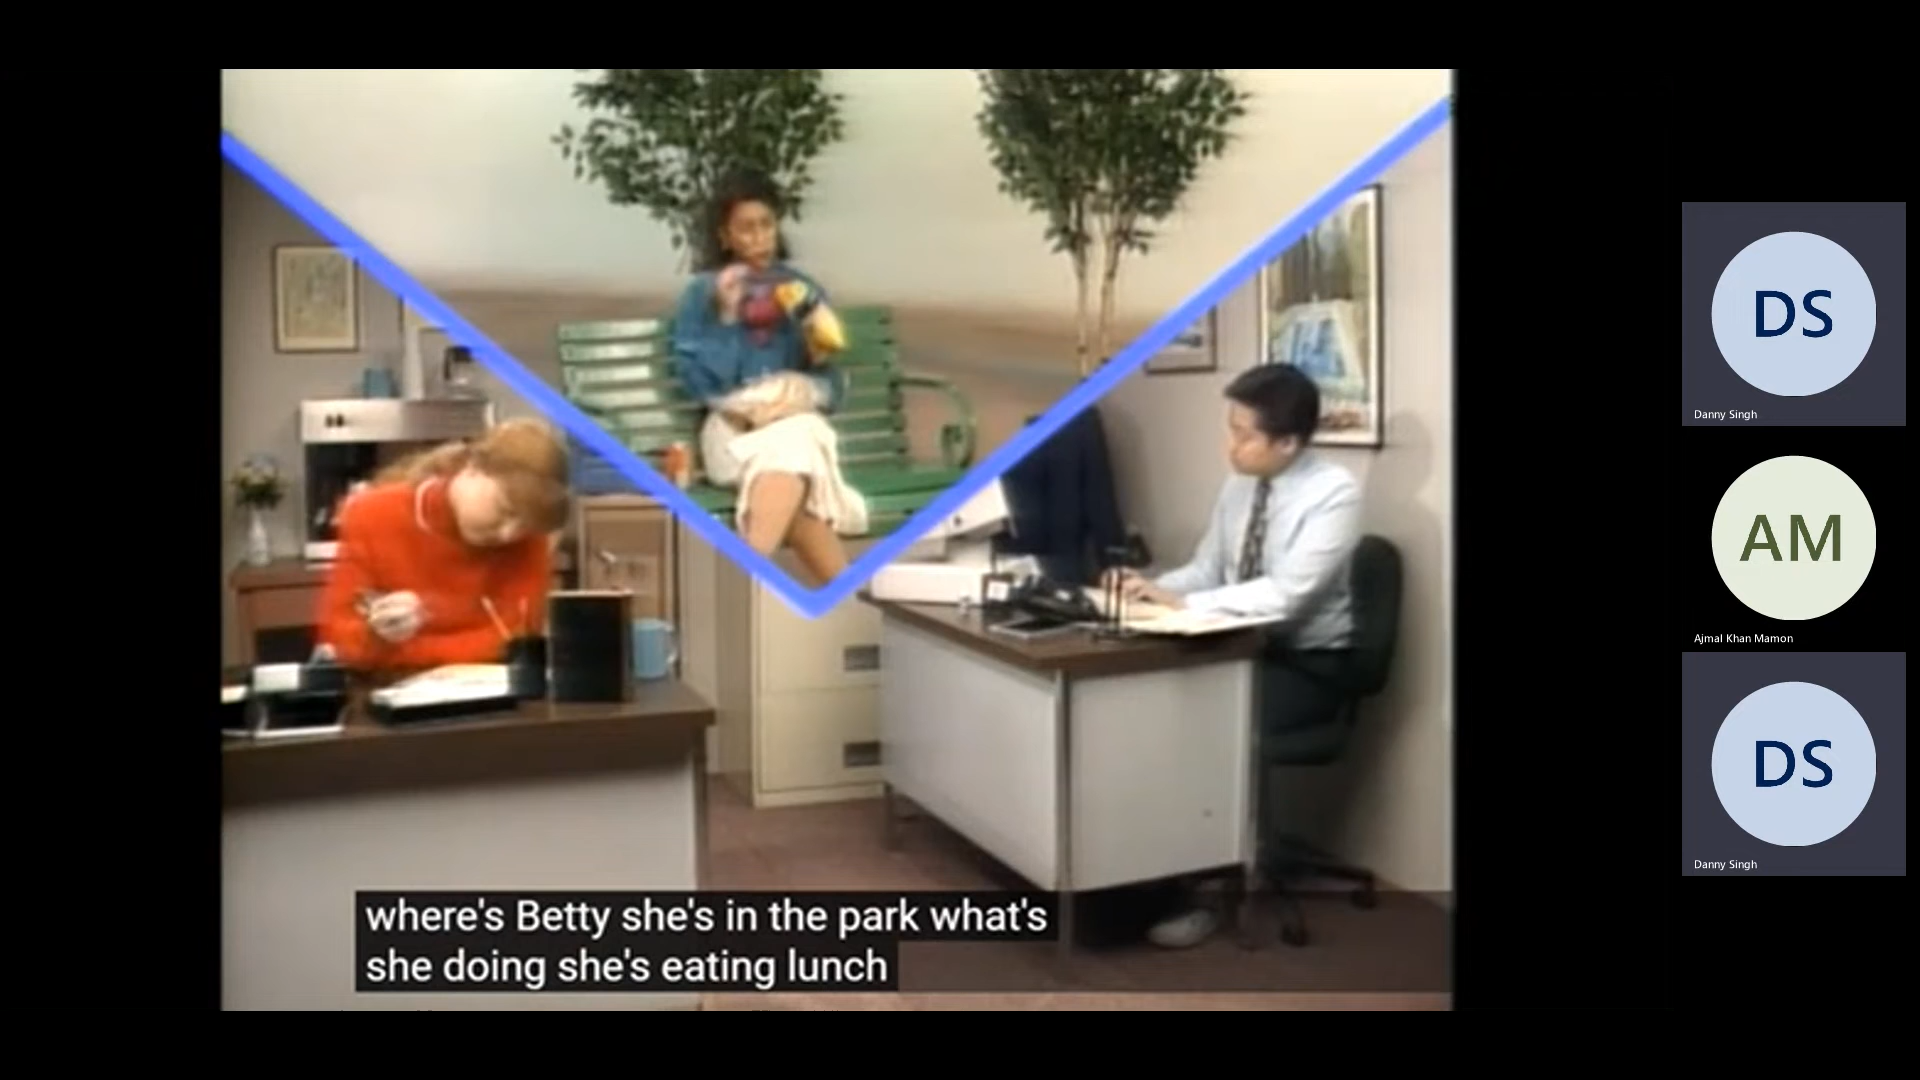 where's Betty she's in the park what's
she doing she's eating lunch
DS
Danny Singh
AM
Ajmal Khan Mamon
DS
Danny Singh